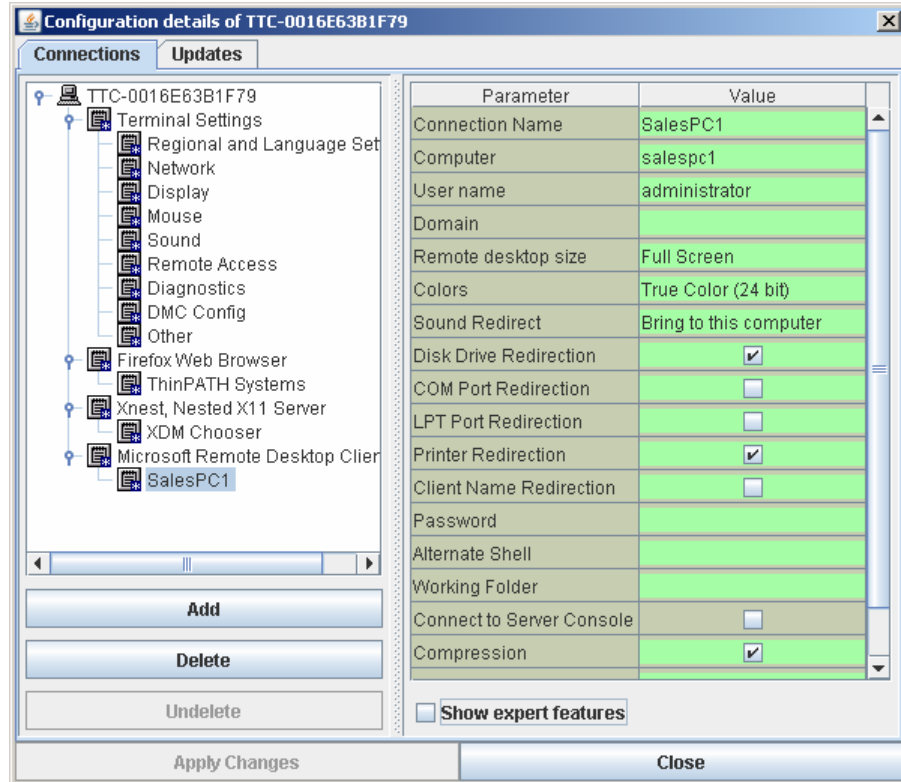 Configuration details of TTC-0016E63B1F79
Connections Updates
TTC-0016E63B1F79
Terminal Settings
Regional and Language Set
Network
Display
Mouse
Sound
Remote Access
Diagnostics
DMC Config
Other
Firefox Web Browser
ThinPATH Systems
Xnest, Nested X11 Server
XDM Chooser
Microsoft Remote Desktop Clier
SalesPC1
Add
Delete
Undelete
Parameter Value
Connection Name SalesPC1
Computer salespc1
User name administrator
Domain
Remote desktop size Full Screen
Colors True Color (24 bit)
Sound Redirect Bring to this computer
Disk Drive Redirection
COM Port Redirection
LPT Port Redirection
Printer Redirection
Client Name Redirection
Password
Alternate Shell
Working Folder
Connect to Server Console
Compression
Show expert features
Apply Changes Close